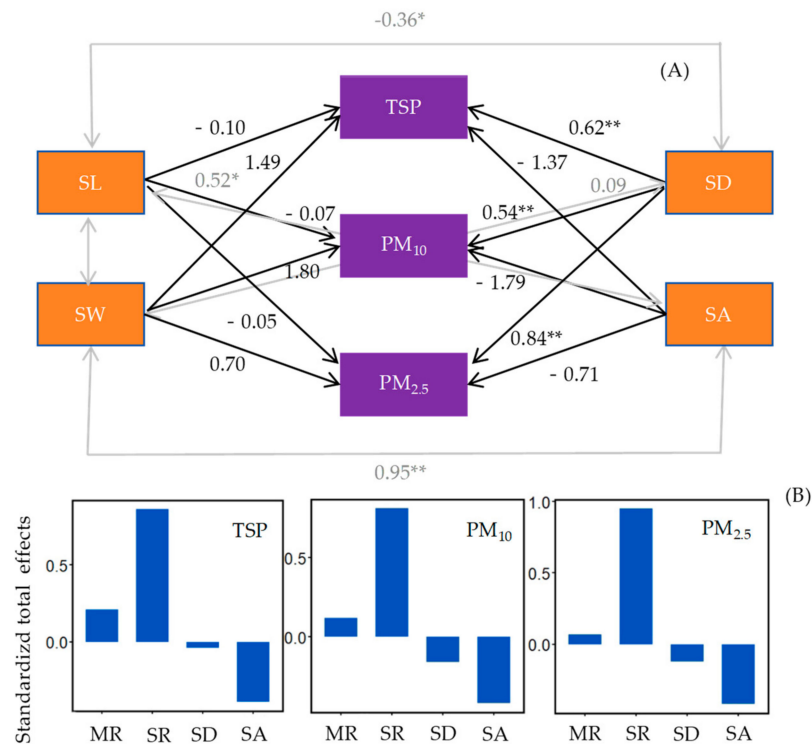 -0.36*
(A)
TSP
- 0.10
0.62**
1.49
- 1.37
SL
0.52*
0.09
SD
- 0.07
0.54**
PM10
1.80
- 1.79
SW
SA
- 0.05
0.84**
0.70
- 0.71
PM2.5
0.95**
(B)
Standardizd total effects
TSP
0.5
0.0
MR SR SD SA
PM10
0.5
0.0
MR SR SD SA
PM2.5
1.0
0.5
0.0
MR SR SD SA